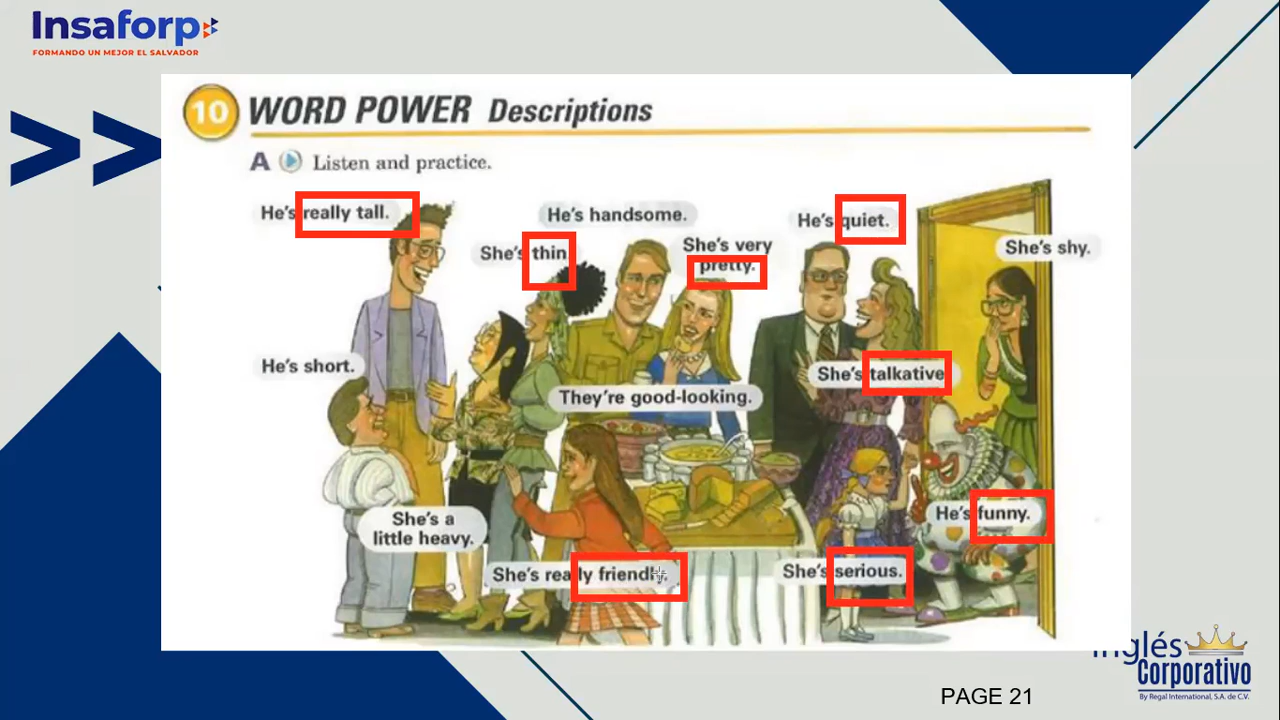 Insaforp
FORMANDO UN MEJOR EL SALVADOR
>>
10 WORD POWER Descriptions
A Listen and practice.
He's really tall.
He's handsome.
He's quiet.
She's thin
She's very
pretty.
She's shy.
He's short.
She's talkative
They're good-looking.
She's a
little heavy.
He's funny.
She's really friendly.
She's serious.
Inglés
Corporativo
By Regal International, S.A. de C.V.
PAGE 21